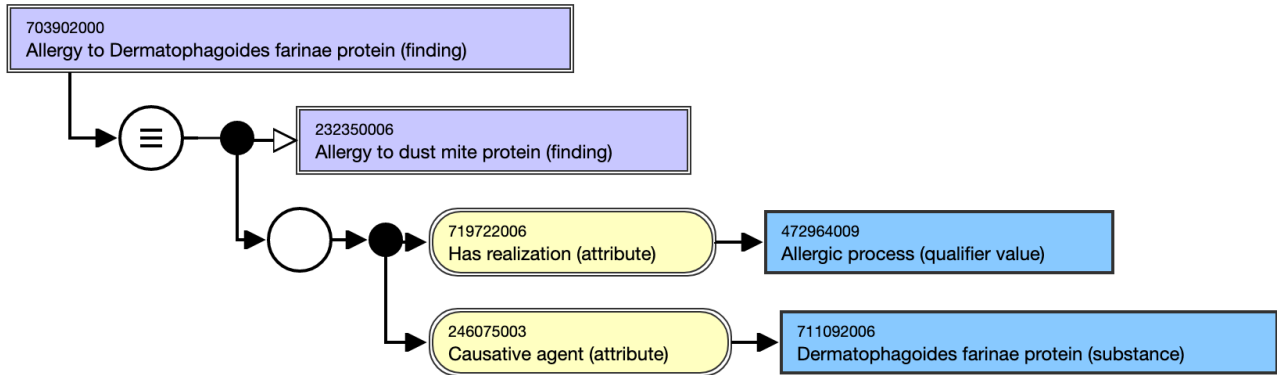 703902000
Allergy to Dermatophagoides farinae protein (finding)
232350006
Allergy to dust mite protein (finding)
719722006
Has realization (attribute)
472964009
Allergic process (qualifier value)
246075003
Causative agent (attribute)
711092006
Dermatophagoides farinae protein (substance)